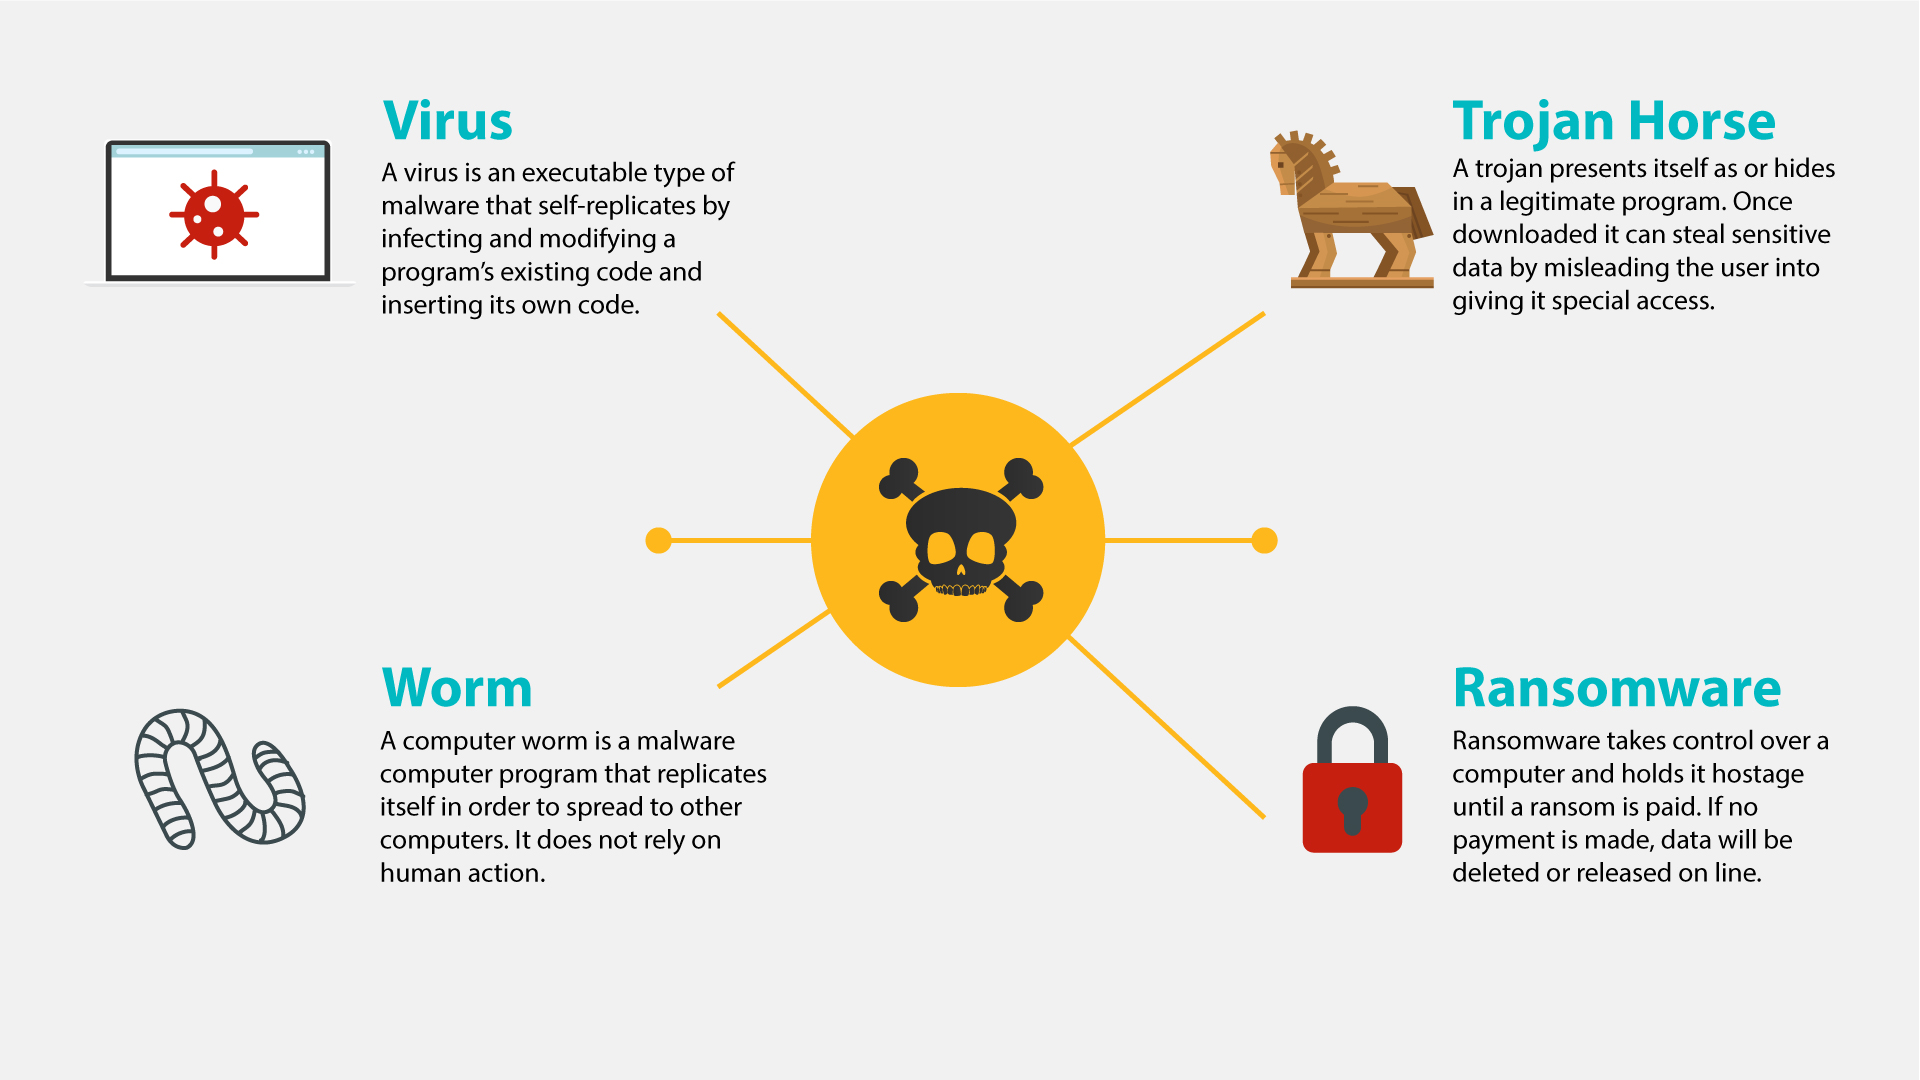 Virus
A virus is an executable type of
malware that self-replicates by
infecting and modifying a
program’s existing code and
inserting its own code.
Trojan Horse
A trojan presents itself as or hides
in a legitimate program. Once
downloaded it can steal sensitive
data by misleading the user into
giving it special access.
Worm
A computer worm is a malware
computer program that replicates
itself in order to spread to other
computers. It does not rely on
human action.
Ransomware
Ransomware takes control over a
computer and holds it hostage
until a ransom is paid. If no
payment is made, data will be
deleted or released on line.